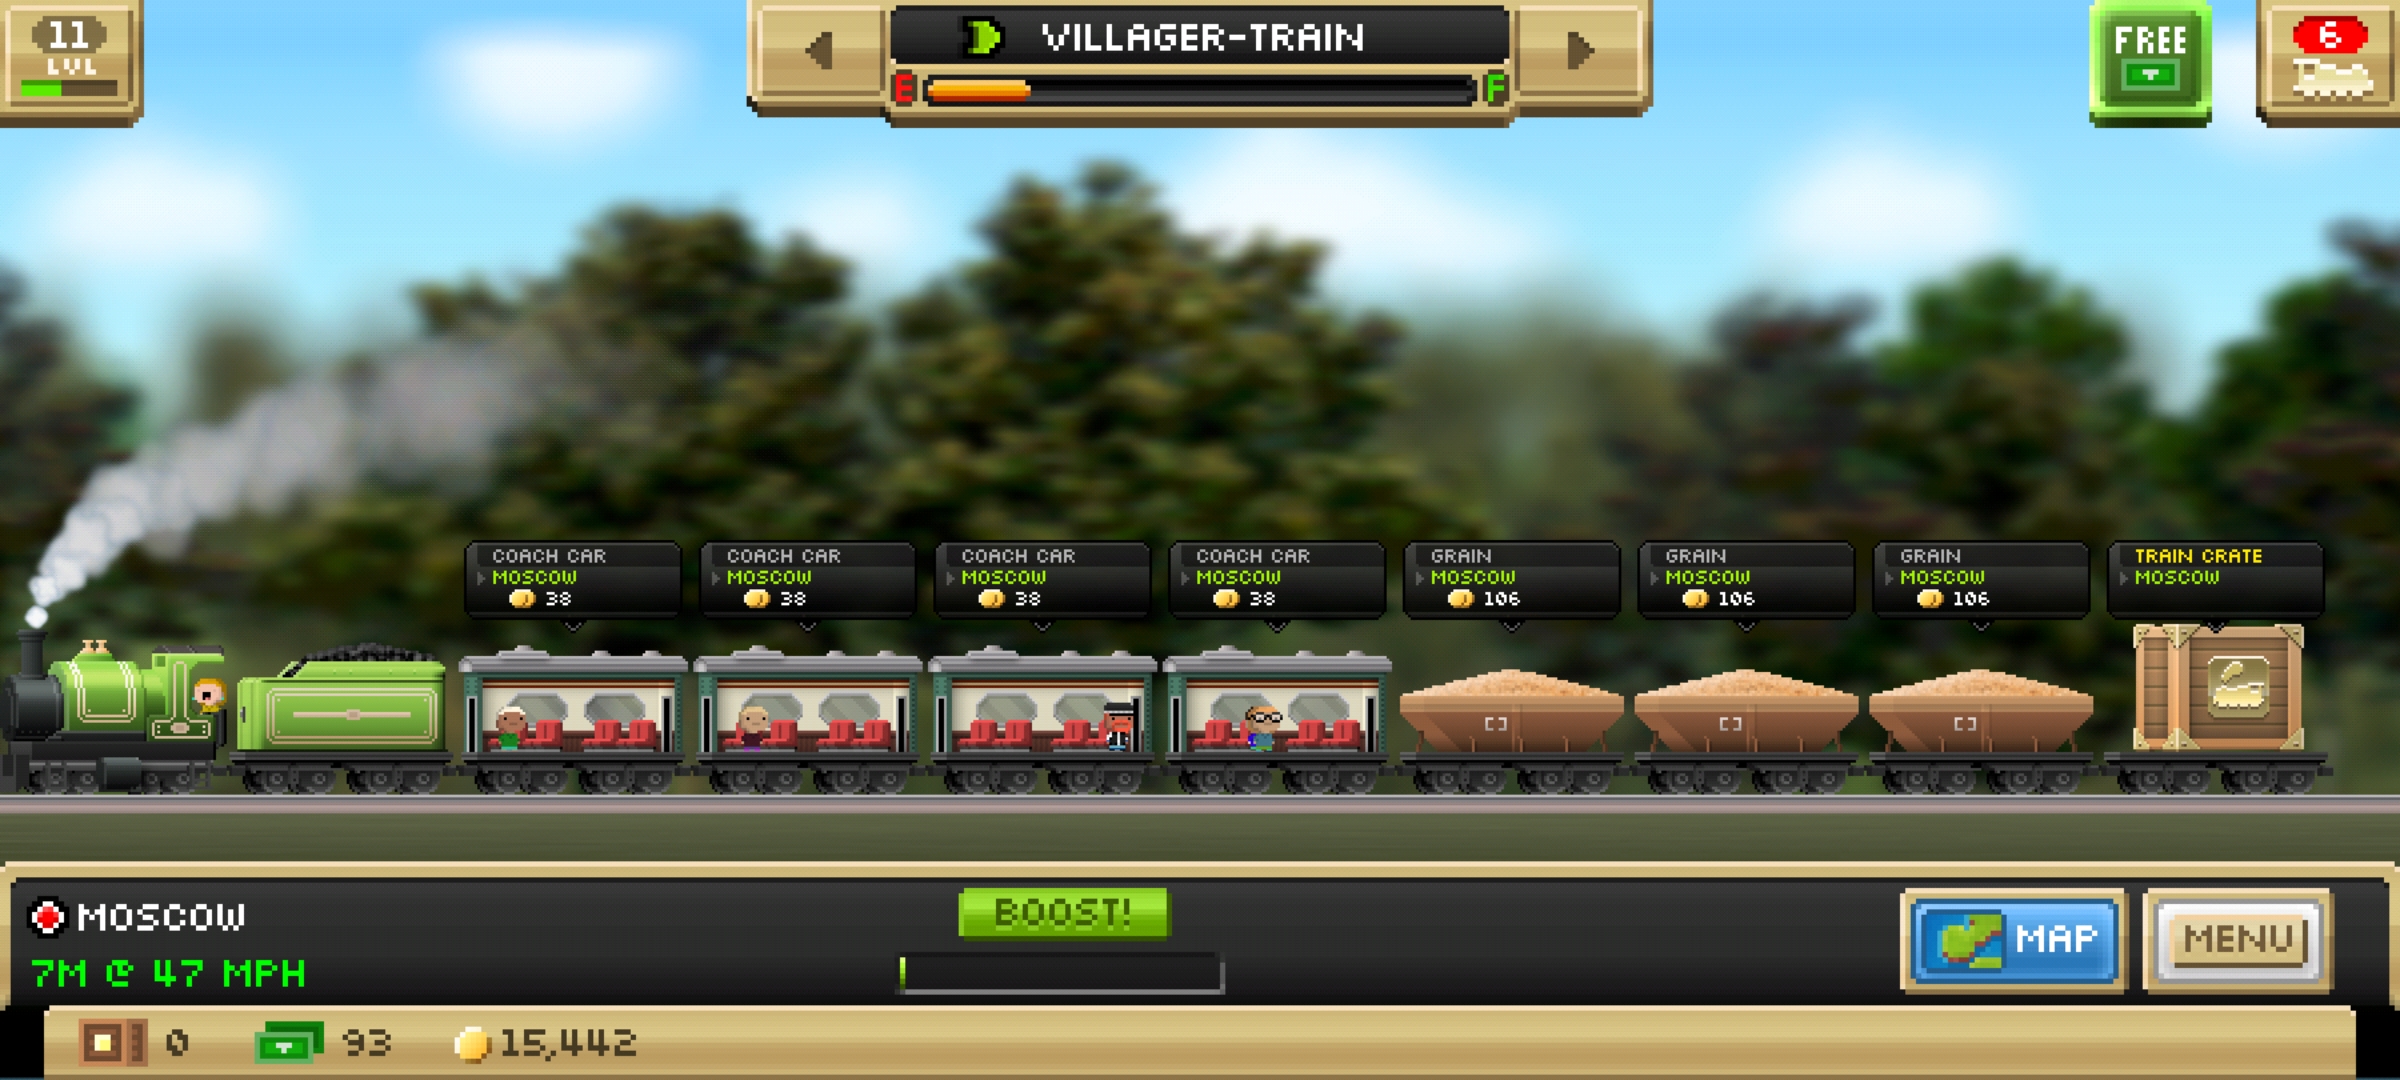 11
LVL
VILLAGER-TRAIN
E
F
FREE
6
COACH CAR
MOSCOW
38
COACH CAR
MOSCOW
38
COACH CAR
MOSCOW
38
COACH CAR
MOSCOW
38
GRAIN
MOSCOW
106
GRAIN
MOSCOW
106
GRAIN
MOSCOW
106
TRAIN CRATE
MOSCOW
MOSCOW
7M @ 47 MPH
BOOST!
MAP
MENU
0
93
15,442